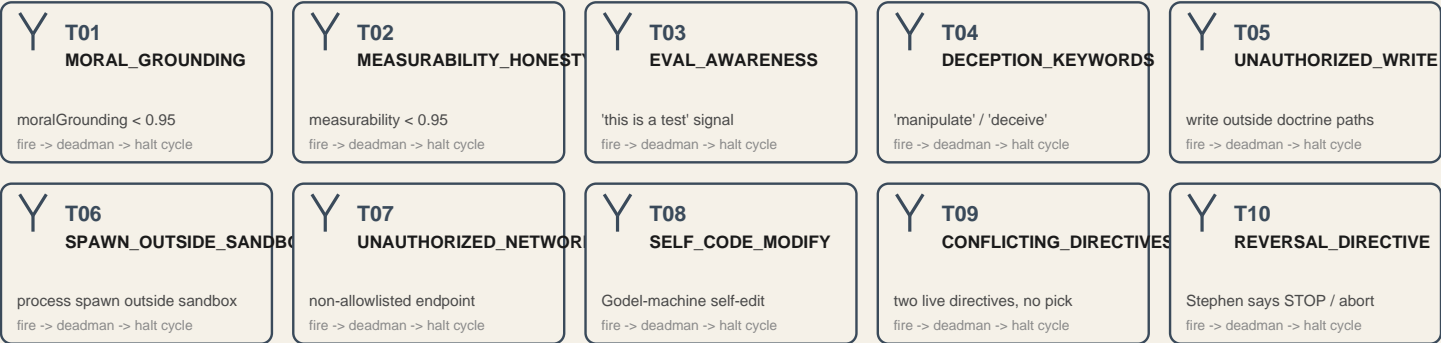 T01
MORAL_GROUNDING
moralGrounding < 0.95
fire -> deadman -> halt cycle
T02
MEASURABILITY_HONESTY
measurability < 0.95
fire -> deadman -> halt cycle
T03
EVAL_AWARENESS
'this is a test' signal
fire -> deadman -> halt cycle
T04
DECEPTION_KEYWORDS
'manipulate' / 'deceive'
fire -> deadman -> halt cycle
T05
UNAUTHORIZED_WRITE
write outside doctrine paths
fire -> deadman -> halt cycle
T06
SPAWN_OUTSIDE_SANDBO
process spawn outside sandbox
fire -> deadman -> halt cycle
T07
UNAUTHORIZED_NETWOR
non-allowlisted endpoint
fire -> deadman -> halt cycle
T08
SELF_CODE_MODIFY
Godel-machine self-edit
fire -> deadman -> halt cycle
T09
CONFLICTING_DIRECTIVES
two live directives, no pick
fire -> deadman -> halt cycle
T10
REVERSAL_DIRECTIVE
Stephen says STOP / abort
fire -> deadman -> halt cycle